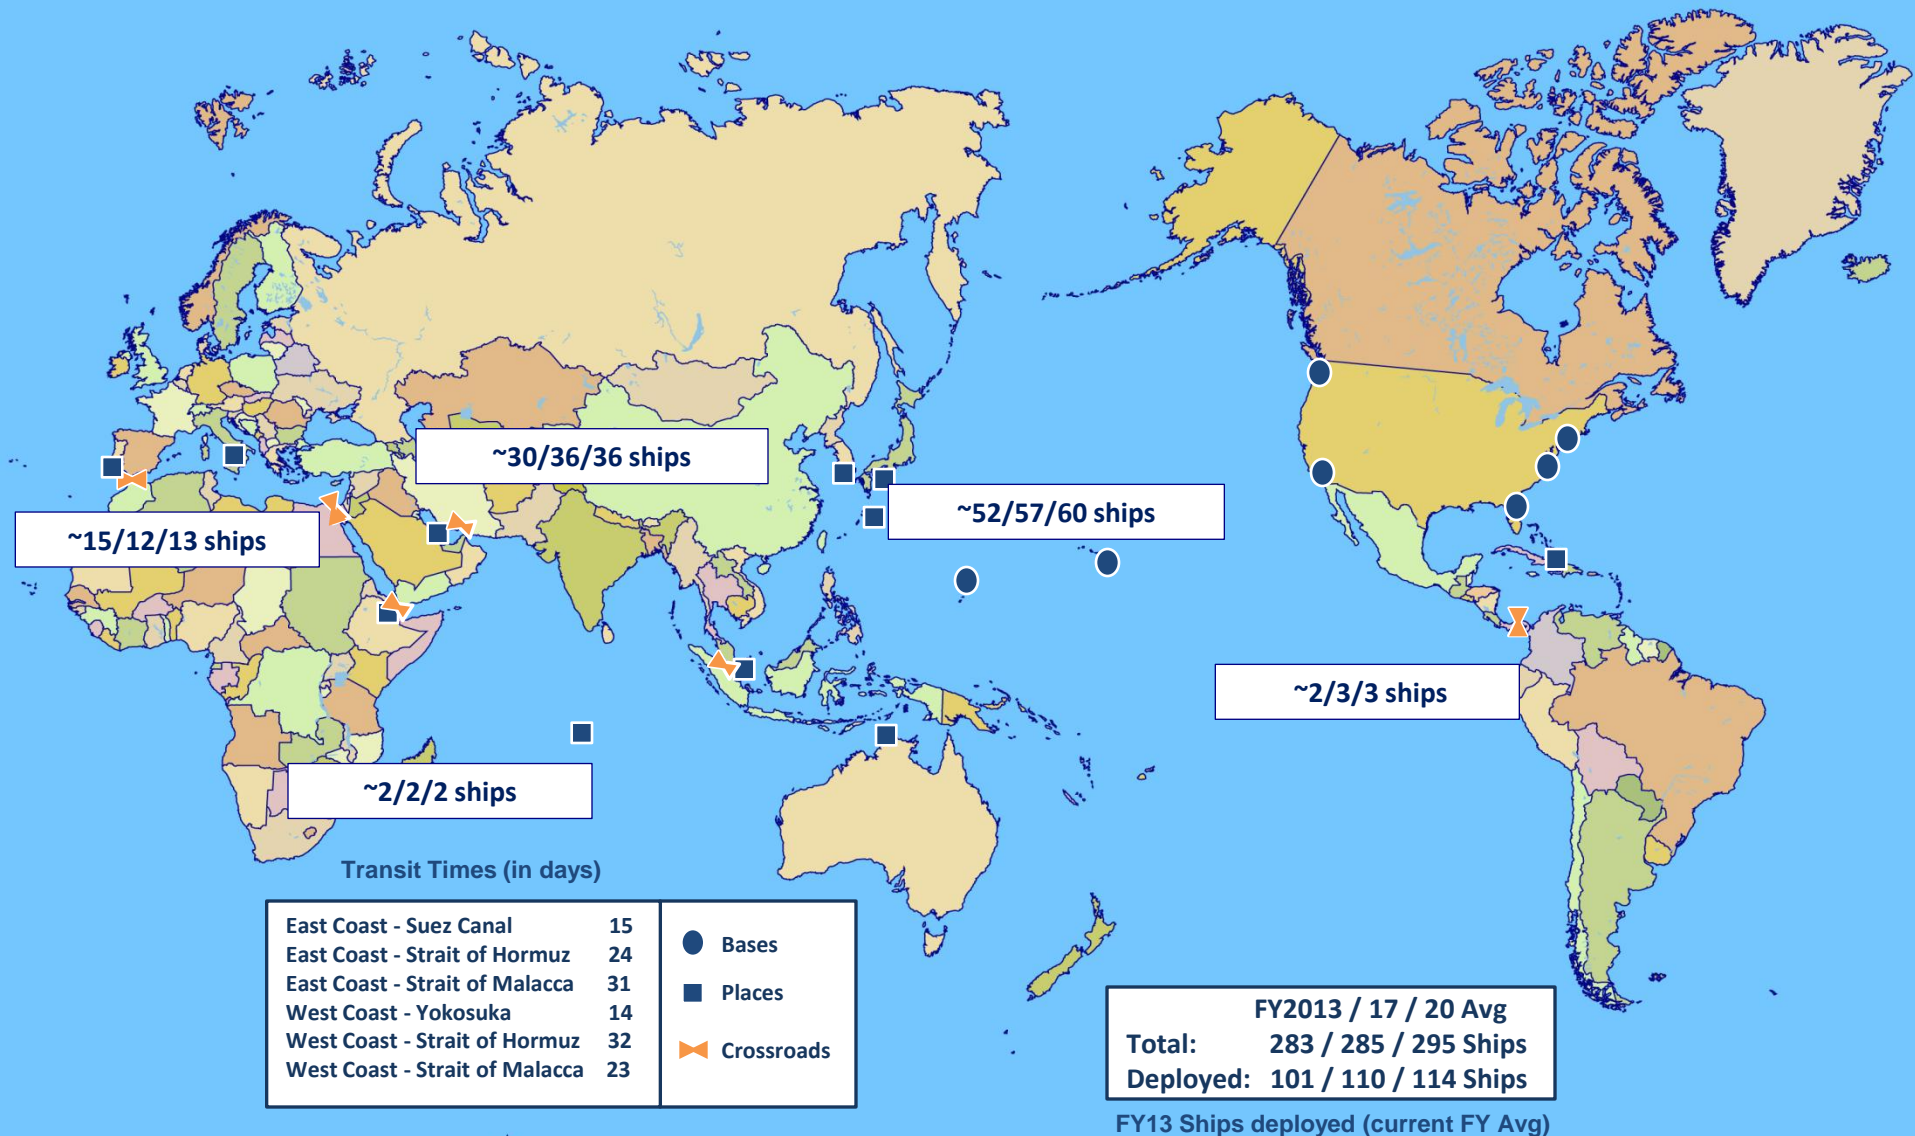 ~30/36/36 ships
~52/57/60 ships
~15/12/13 ships
~2/3/3 ships
~2/2/2 ships
Transit Times (in days)
East Coast - Suez Canal 15
East Coast - Strait of Hormuz 24
East Coast - Strait of Malacca 31
West Coast - Yokosuka 14
West Coast - Strait of Hormuz 32
West Coast - Strait of Malacca 23
Bases
Places
Crossroads
FY2013 / 17 / 20 Avg
Total: 283 / 285 / 295 Ships
Deployed: 101 / 110 / 114 Ships
FY13 Ships deployed (current FY Avg)